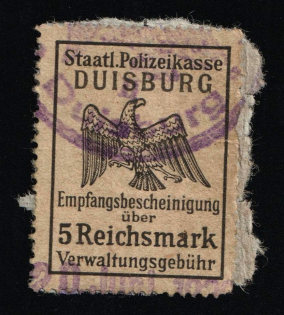 Staatl. Polizeikasse
DUISBURG
Empfangsbescheinigung
über
5 Reichsmark
Verwaltungsgebühr